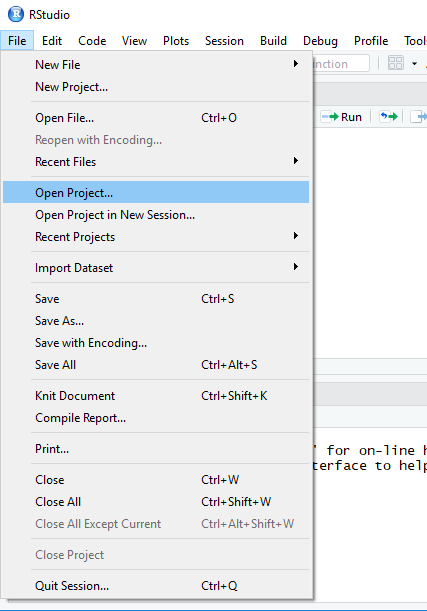 RStudio
File Edit Code View Plots Session Build Debug Profile Tools
New File
New Project...
Open File... Ctrl+O
Reopen with Encoding...
Recent Files
Open Project...
Open Project in New Session...
Recent Projects
Import Dataset
Save Ctrl+S
Save As...
Save with Encoding...
Save All Ctrl+Alt+S
Knit Document Ctrl+Shift+K
Compile Report...
Print...
Close Ctrl+W
Close All Ctrl+Shift+W
Close All Except Current Ctrl+Alt+Shift+W
Close Project
Quit Session... Ctrl+Q
nction
Run
' for on-line h
terface to help